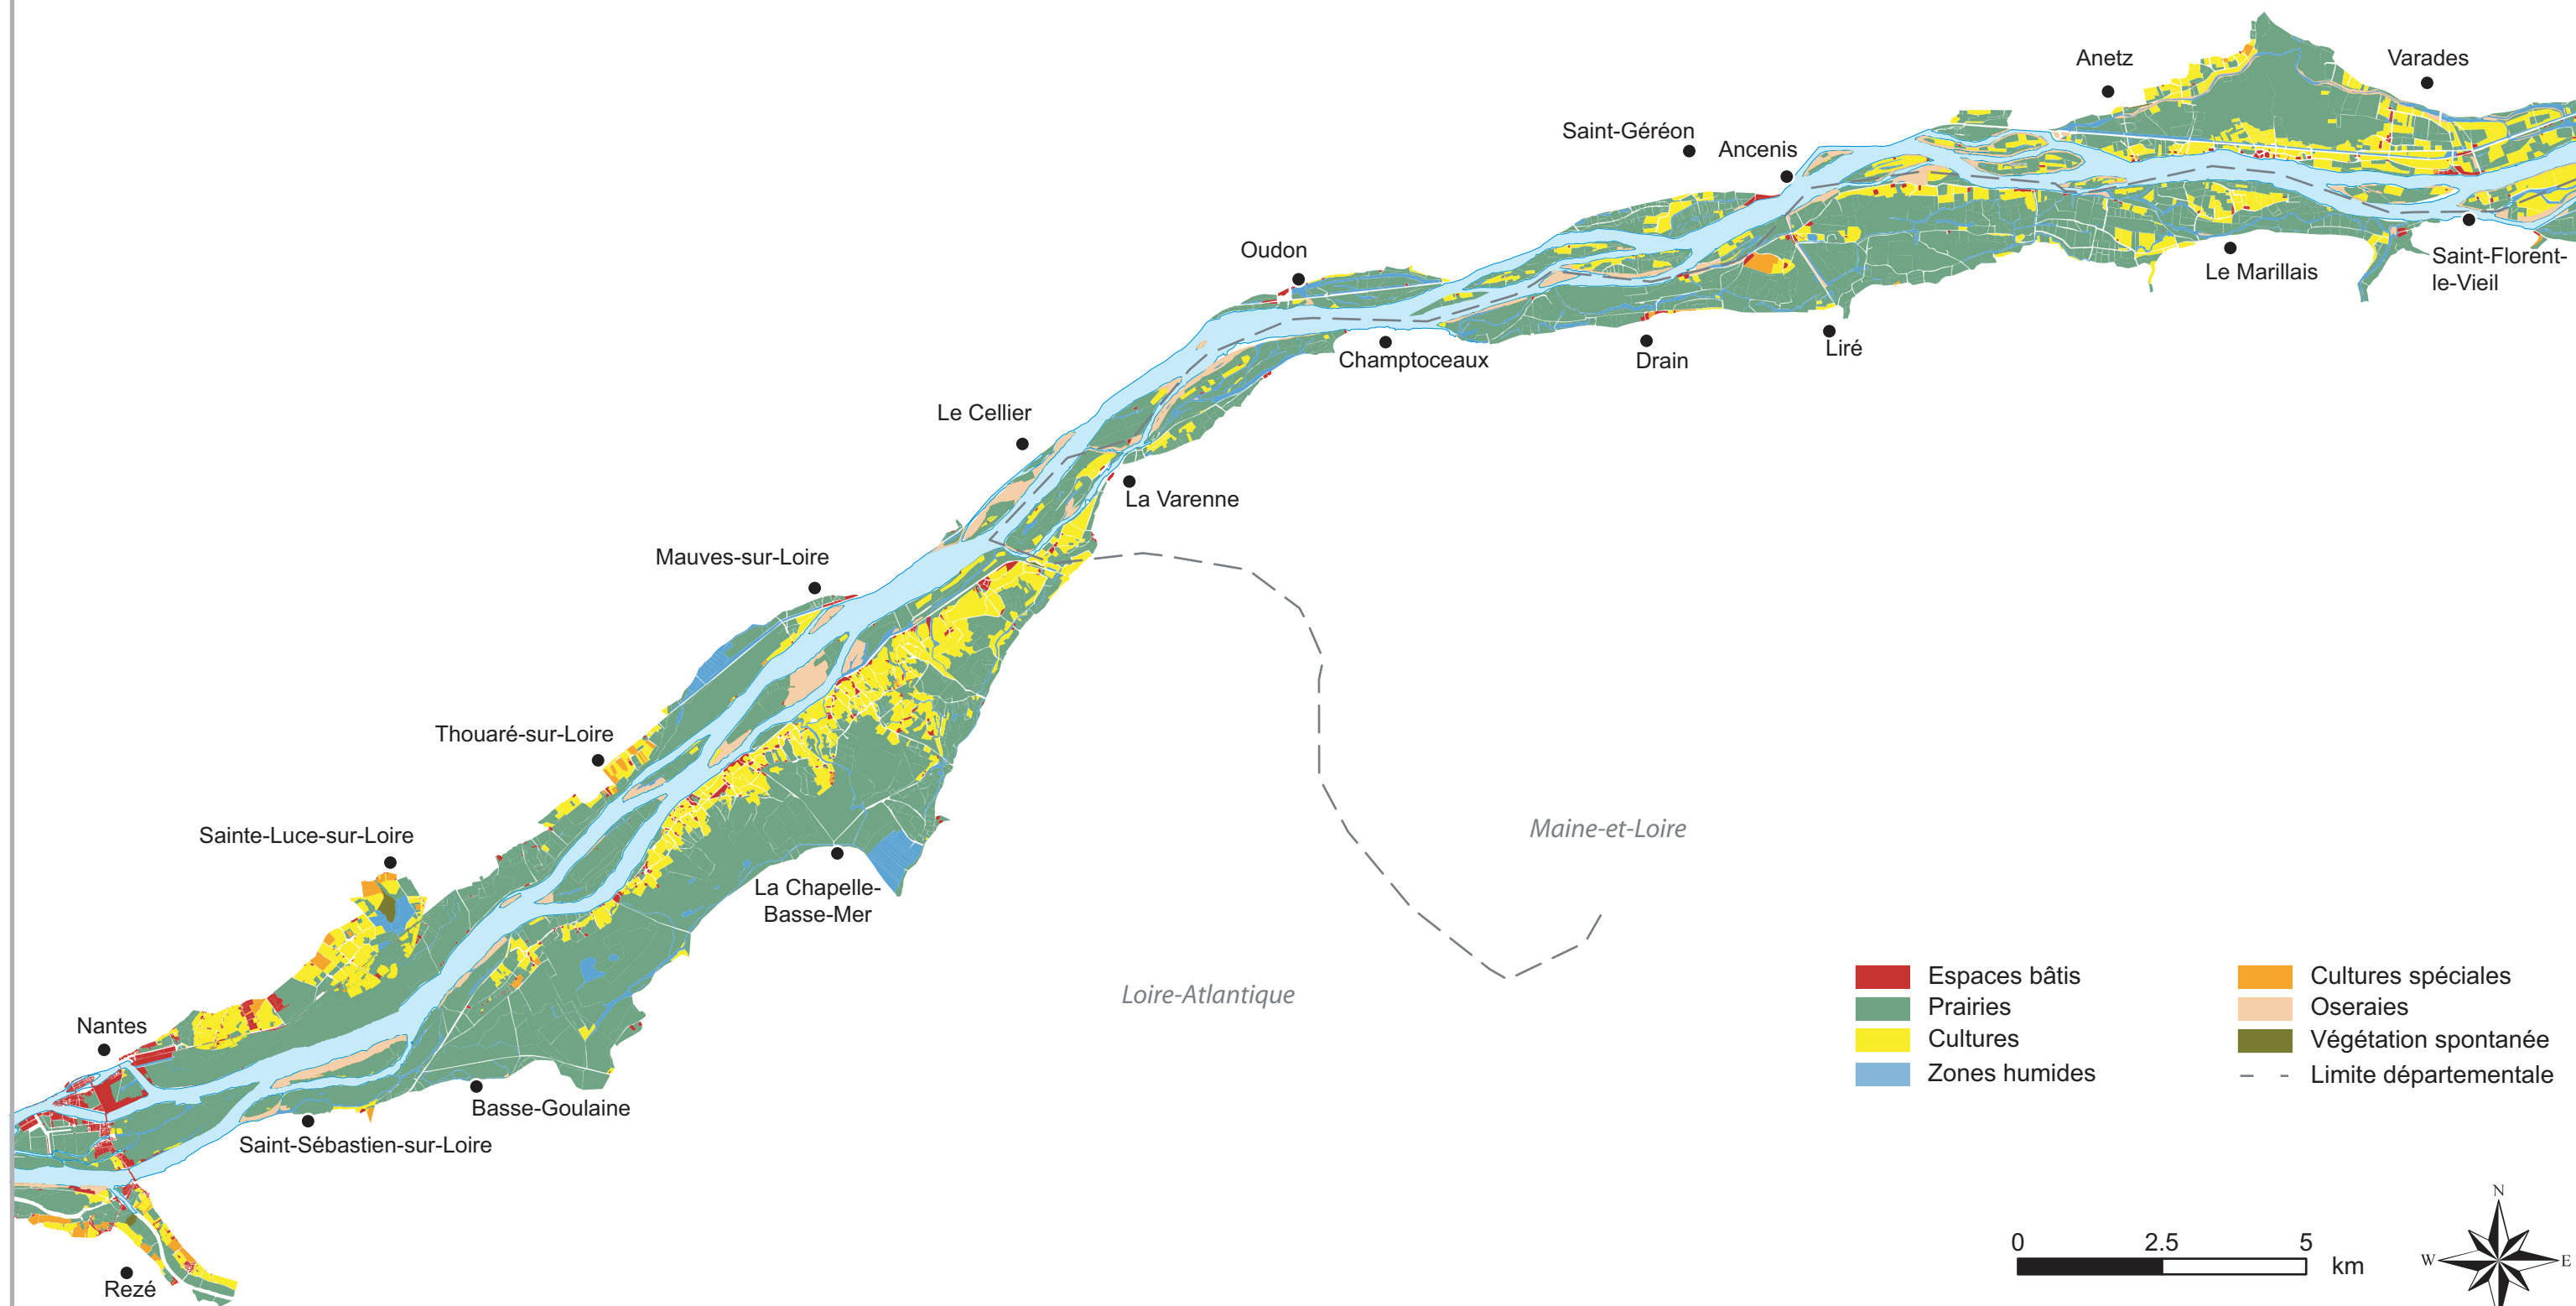 Anetz
Varades
Saint-Géréon
Ancenis
Oudon
Saint-Florent-
le-Vieil
Le Marillais
Champtoceaux
Drain
Liré
Le Cellier
La Varenne
Mauves-sur-Loire
Thouaré-sur-Loire
Sainte-Luce-sur-Loire
Maine-et-Loire
La Chapelle-
Basse-Mer
Loire-Atlantique
Nantes
Basse-Goulaine
Saint-Sébastien-sur-Loire
Rezé
Espaces bâtis
Prairies
Cultures
Zones humides
Cultures spéciales
Oseraies
Végétation spontanée
Limite départementale
0 2.5 5
km
N
W E